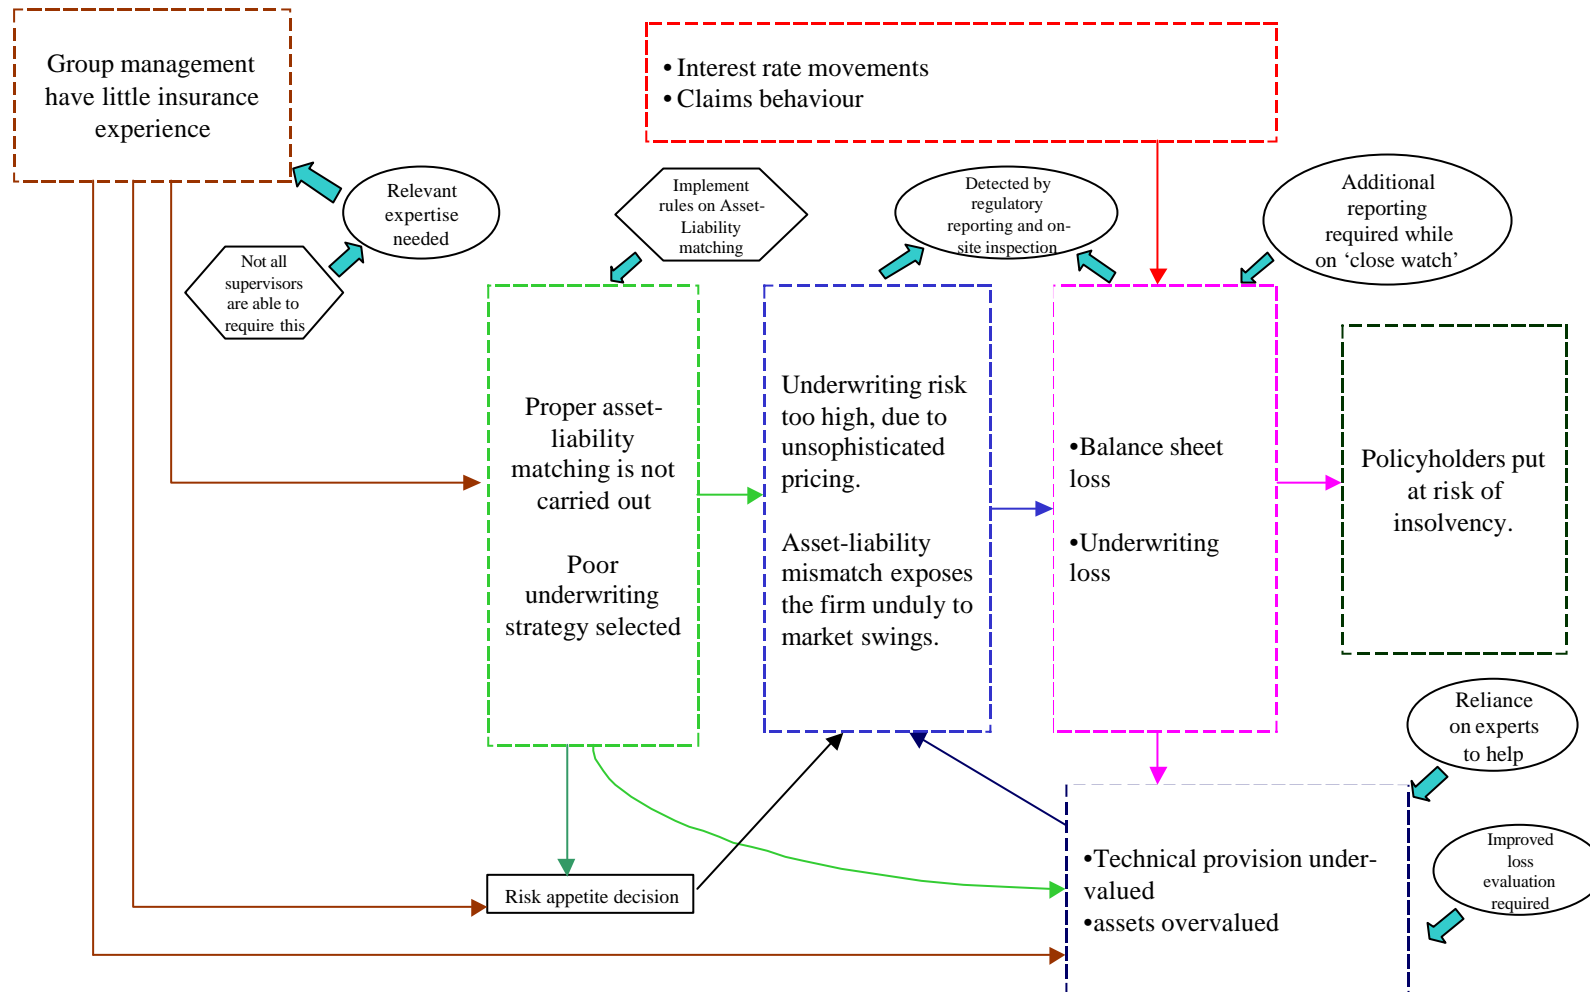 Group management
have little insurance
experience
• Interest rate movements
• Claims behaviour
Relevant
expertise
needed
Not all
supervisors
are able to
require this
Implement
rules on Asset-
Liability
matching
Detected by
regulatory
reporting and on-
site inspection
Additional
reporting
required while
on ‘close watch’
Proper asset-
liability
matching is not
carried out
Poor
underwriting
strategy selected
Underwriting risk
too high, due to
unsophisticated
pricing.
Asset-liability
mismatch exposes
the firm unduly to
market swings.
•Balance sheet
loss
•Underwriting
loss
Policyholders put
at risk of
insolvency.
Reliance
on experts
to help
Improved
loss
evaluation
required
Risk appetite decision
•Technical provision under-
valued
•assets overvalued